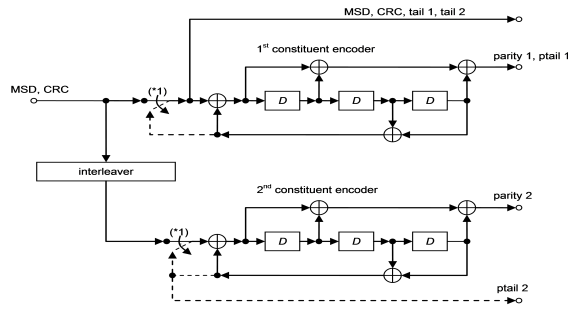 MSD, CRC, tail 1, tail 2
1st constituent encoder
parity 1, ptail 1
MSD, CRC
(*1)
D
D
D
interleaver
2nd constituent encoder
parity 2
(*1)
D
D
D
ptail 2